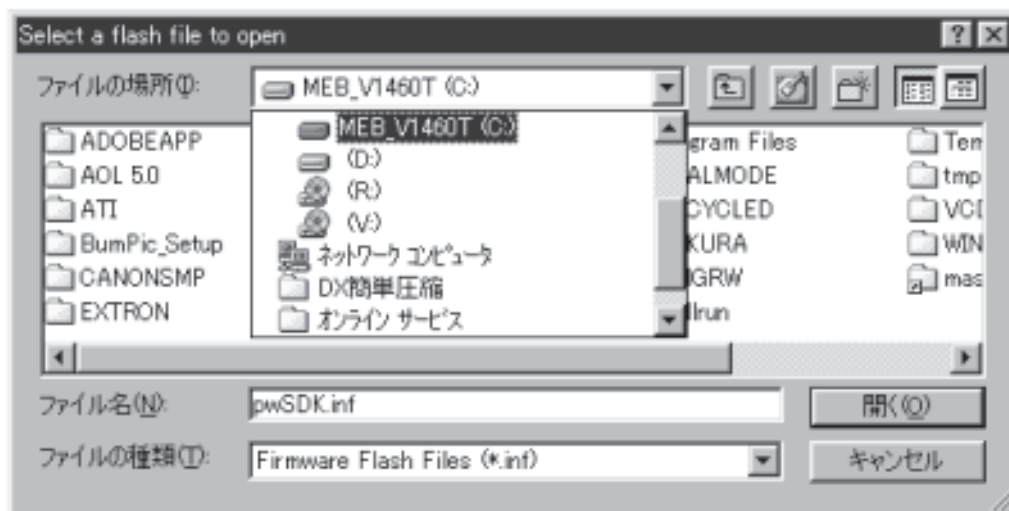 Select a flash file to open
ファイルの場所(I):
MEB_V1460T (C:)
MEB_V1460T (C:)
(D:)
(R:)
(V:)
ネットワーク コンピュータ
DX簡単圧縮
オンライン サービス
ADOBEAPP
AOL 5.0
ATI
BumPic_Setup
CANONSMP
EXTRON
gram Files
ALMODE
CYCLED
KURA
GRW
lrun
Tem
tmp
VCD
WIN
mas
ファイル名(N):
pwSDK.inf
開く(O)
ファイルの種類(T):
Firmware Flash Files (*.inf)
キャンセル